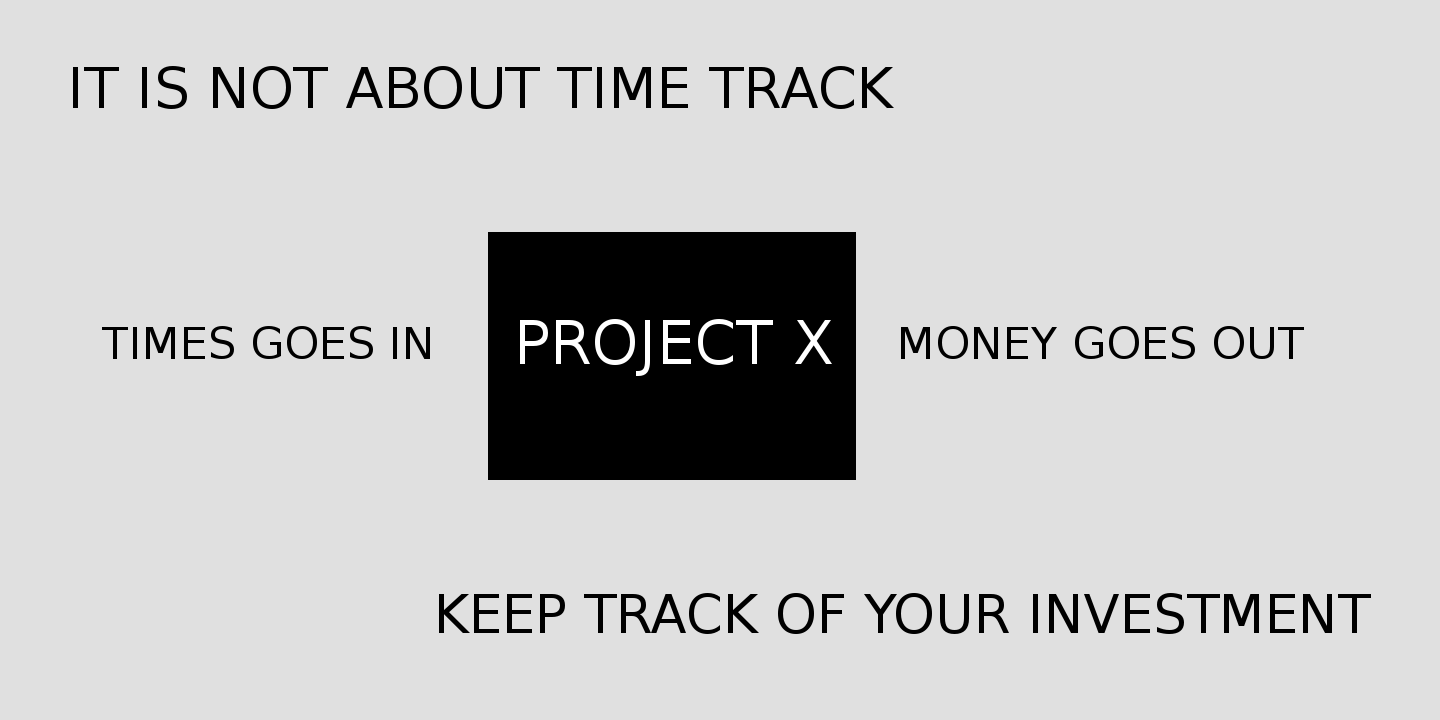 IT IS NOT ABOUT TIME TRACK
TIMES GOES IN
PROJECT X
MONEY GOES OUT
KEEP TRACK OF YOUR INVESTMENT